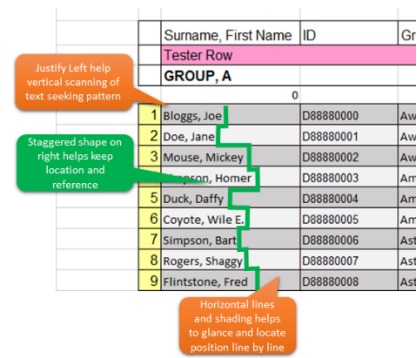 Surname, First Name ID Gr
Tester Row
GROUP, A
0
Justify Left help
vertical scanning of
text seeking pattern
1 Bloggs, Joe D88880000 Aw
2 Doe, Jane D88880001 Aw
3 Mouse, Mickey D88880002 Aw
Homer D88880003 Am
5 Duck, Daffy D88880004 Am
6 Coyote, Wile E. D88880005 Am
7 Simpson, Bart D88880006 Ast
8 Rogers, Shaggy D88880007 Ast
9 Flintstone, Fred D88880008 Ast
Staggered shape on
right helps keep
location and
reference
Horizontal lines
and shading helps
to glance and locate
position line by line